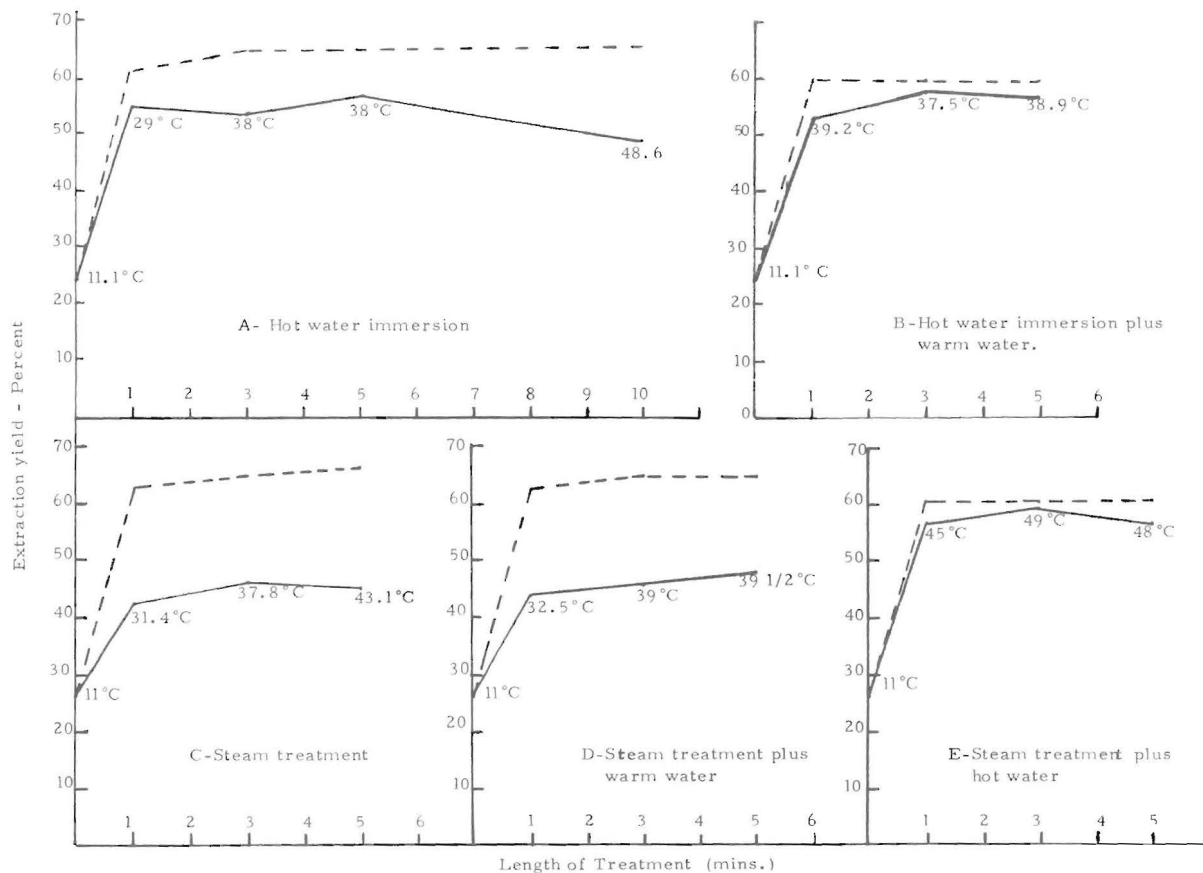 Extraction yield - Percent
70
60
50
40
30
20
10
29°C
38°C
38°C
48.6
11.1°C
A- Hot water immersion
1 2 3 4 5 6 7 8 9 10
60
50
40
30
20
10
0
39.2°C
37.5°C
38.9°C
11.1°C
B-Hot water immersion plus
warm water.
1 2 3 4 5 6
70
60
50
40
30
20
10
31.4°C
37.8°C
43.1°C
11°C
C-Steam treatment
1 2 3 4 5 6
70
60
50
40
30
20
10
32.5°C
39°C
39 1/2°C
11°C
D-Steam treatment plus
warm water
1 2 3 4 5 6
70
60
50
40
30
20
10
45°C
49°C
48°C
11°C
E-Steam treatment plus
hot water
1 2 3 4 5
Length of Treatment (mins.)